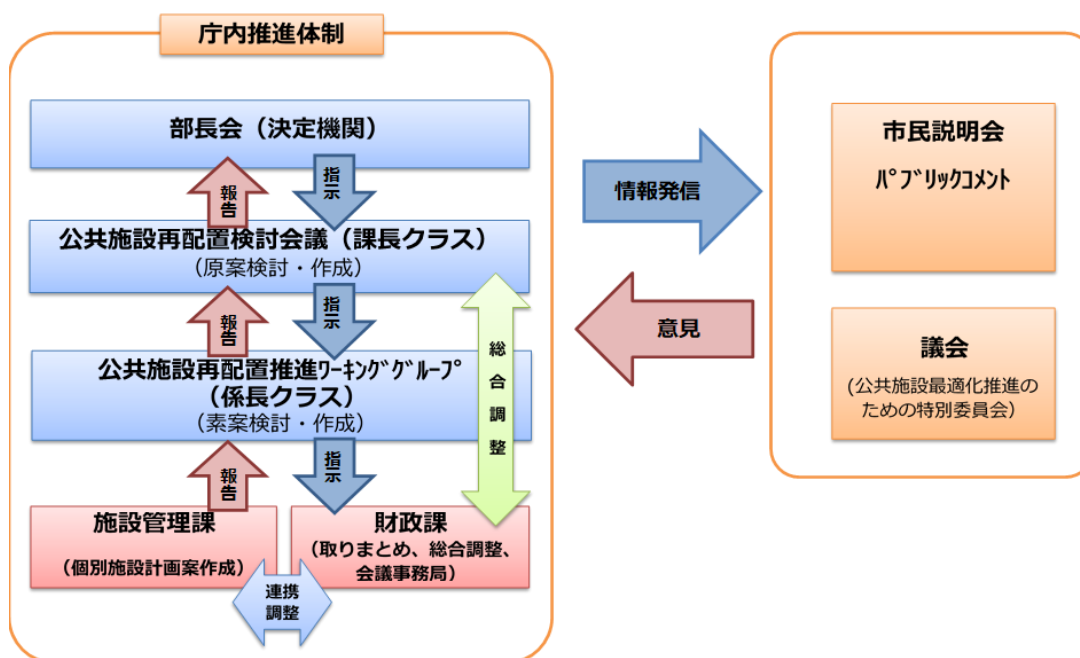 庁内推進体制
部長会（決定機関）
報告
指示
公共施設再配置検討会議（課長クラス）
（原案検討・作成）
報告
指示
公共施設再配置推進ﾜｰｷﾝｸﾞｸﾞﾙｰﾌﾟ
（係長クラス）
（素案検討・作成）
総合調整
報告
指示
施設管理課
（個別施設計画案作成）
財政課
（取りまとめ、総合調整、
会議事務局）
連携
調整
情報発信
意見
市民説明会
ﾊﾟﾌﾞﾘｯｸｺﾒﾝﾄ
議会
(公共施設最適化推進の
ための特別委員会）